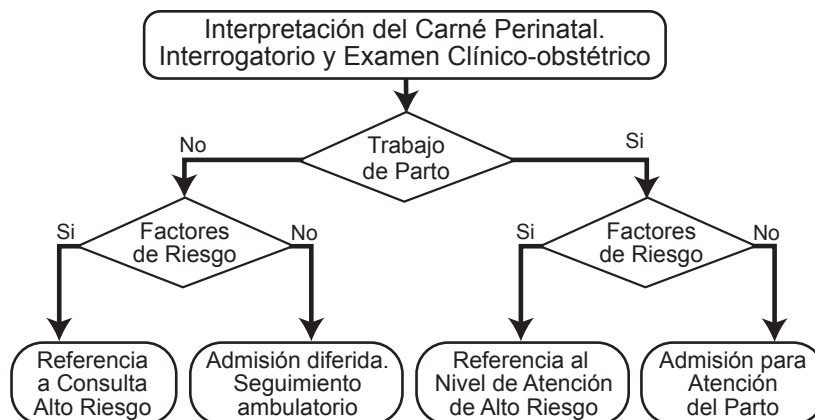 Interpretación del Carné Perinatal.
Interrogatorio y Examen Clínico-obstétrico
No
Trabajo
de Parto
Si
Si
Factores
de Riesgo
No
Si
Factores
de Riesgo
No
Referencia
a Consulta
Alto Riesgo
Admisión diferida.
Seguimiento
ambulatorio
Referencia al
Nivel de Atención
de Alto Riesgo
Admisión para
Atención
del Parto